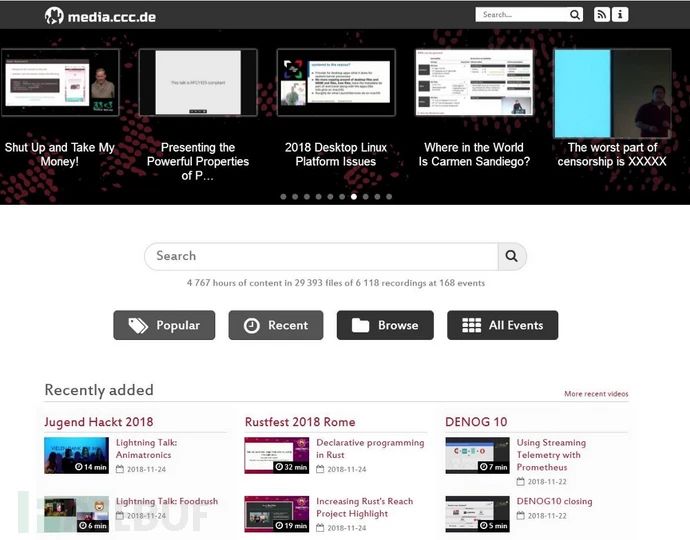 media.ccc.de
Search...
This talk is AFC1925-compliant
Shut Up and Take My
Money!
Presenting the
Powerful Properties
of P...
2018 Desktop Linux
Platform Issues
Where in the World
Is Carmen Sandiego?
The worst part of
censorship is XXXXX
Search
4 767 hours of content in 29 393 files of 6 118 recordings at 168 events
Popular
Recent
Browse
All Events
Recently added
More recent videos
Jugend Hackt 2018
Lightning Talk:
Animatronics
2018-11-24
14 min
Lightning Talk: Foodrush
2018-11-24
6 min
Rustfest 2018 Rome
Declarative programming
in Rust
2018-11-24
32 min
Increasing Rust's Reach
Project Highlight
2018-11-24
19 min
DENOG 10
Using Streaming
Telemetry with
Prometheus
2018-11-22
7 min
DENOG10 closing
2018-11-22
5 min